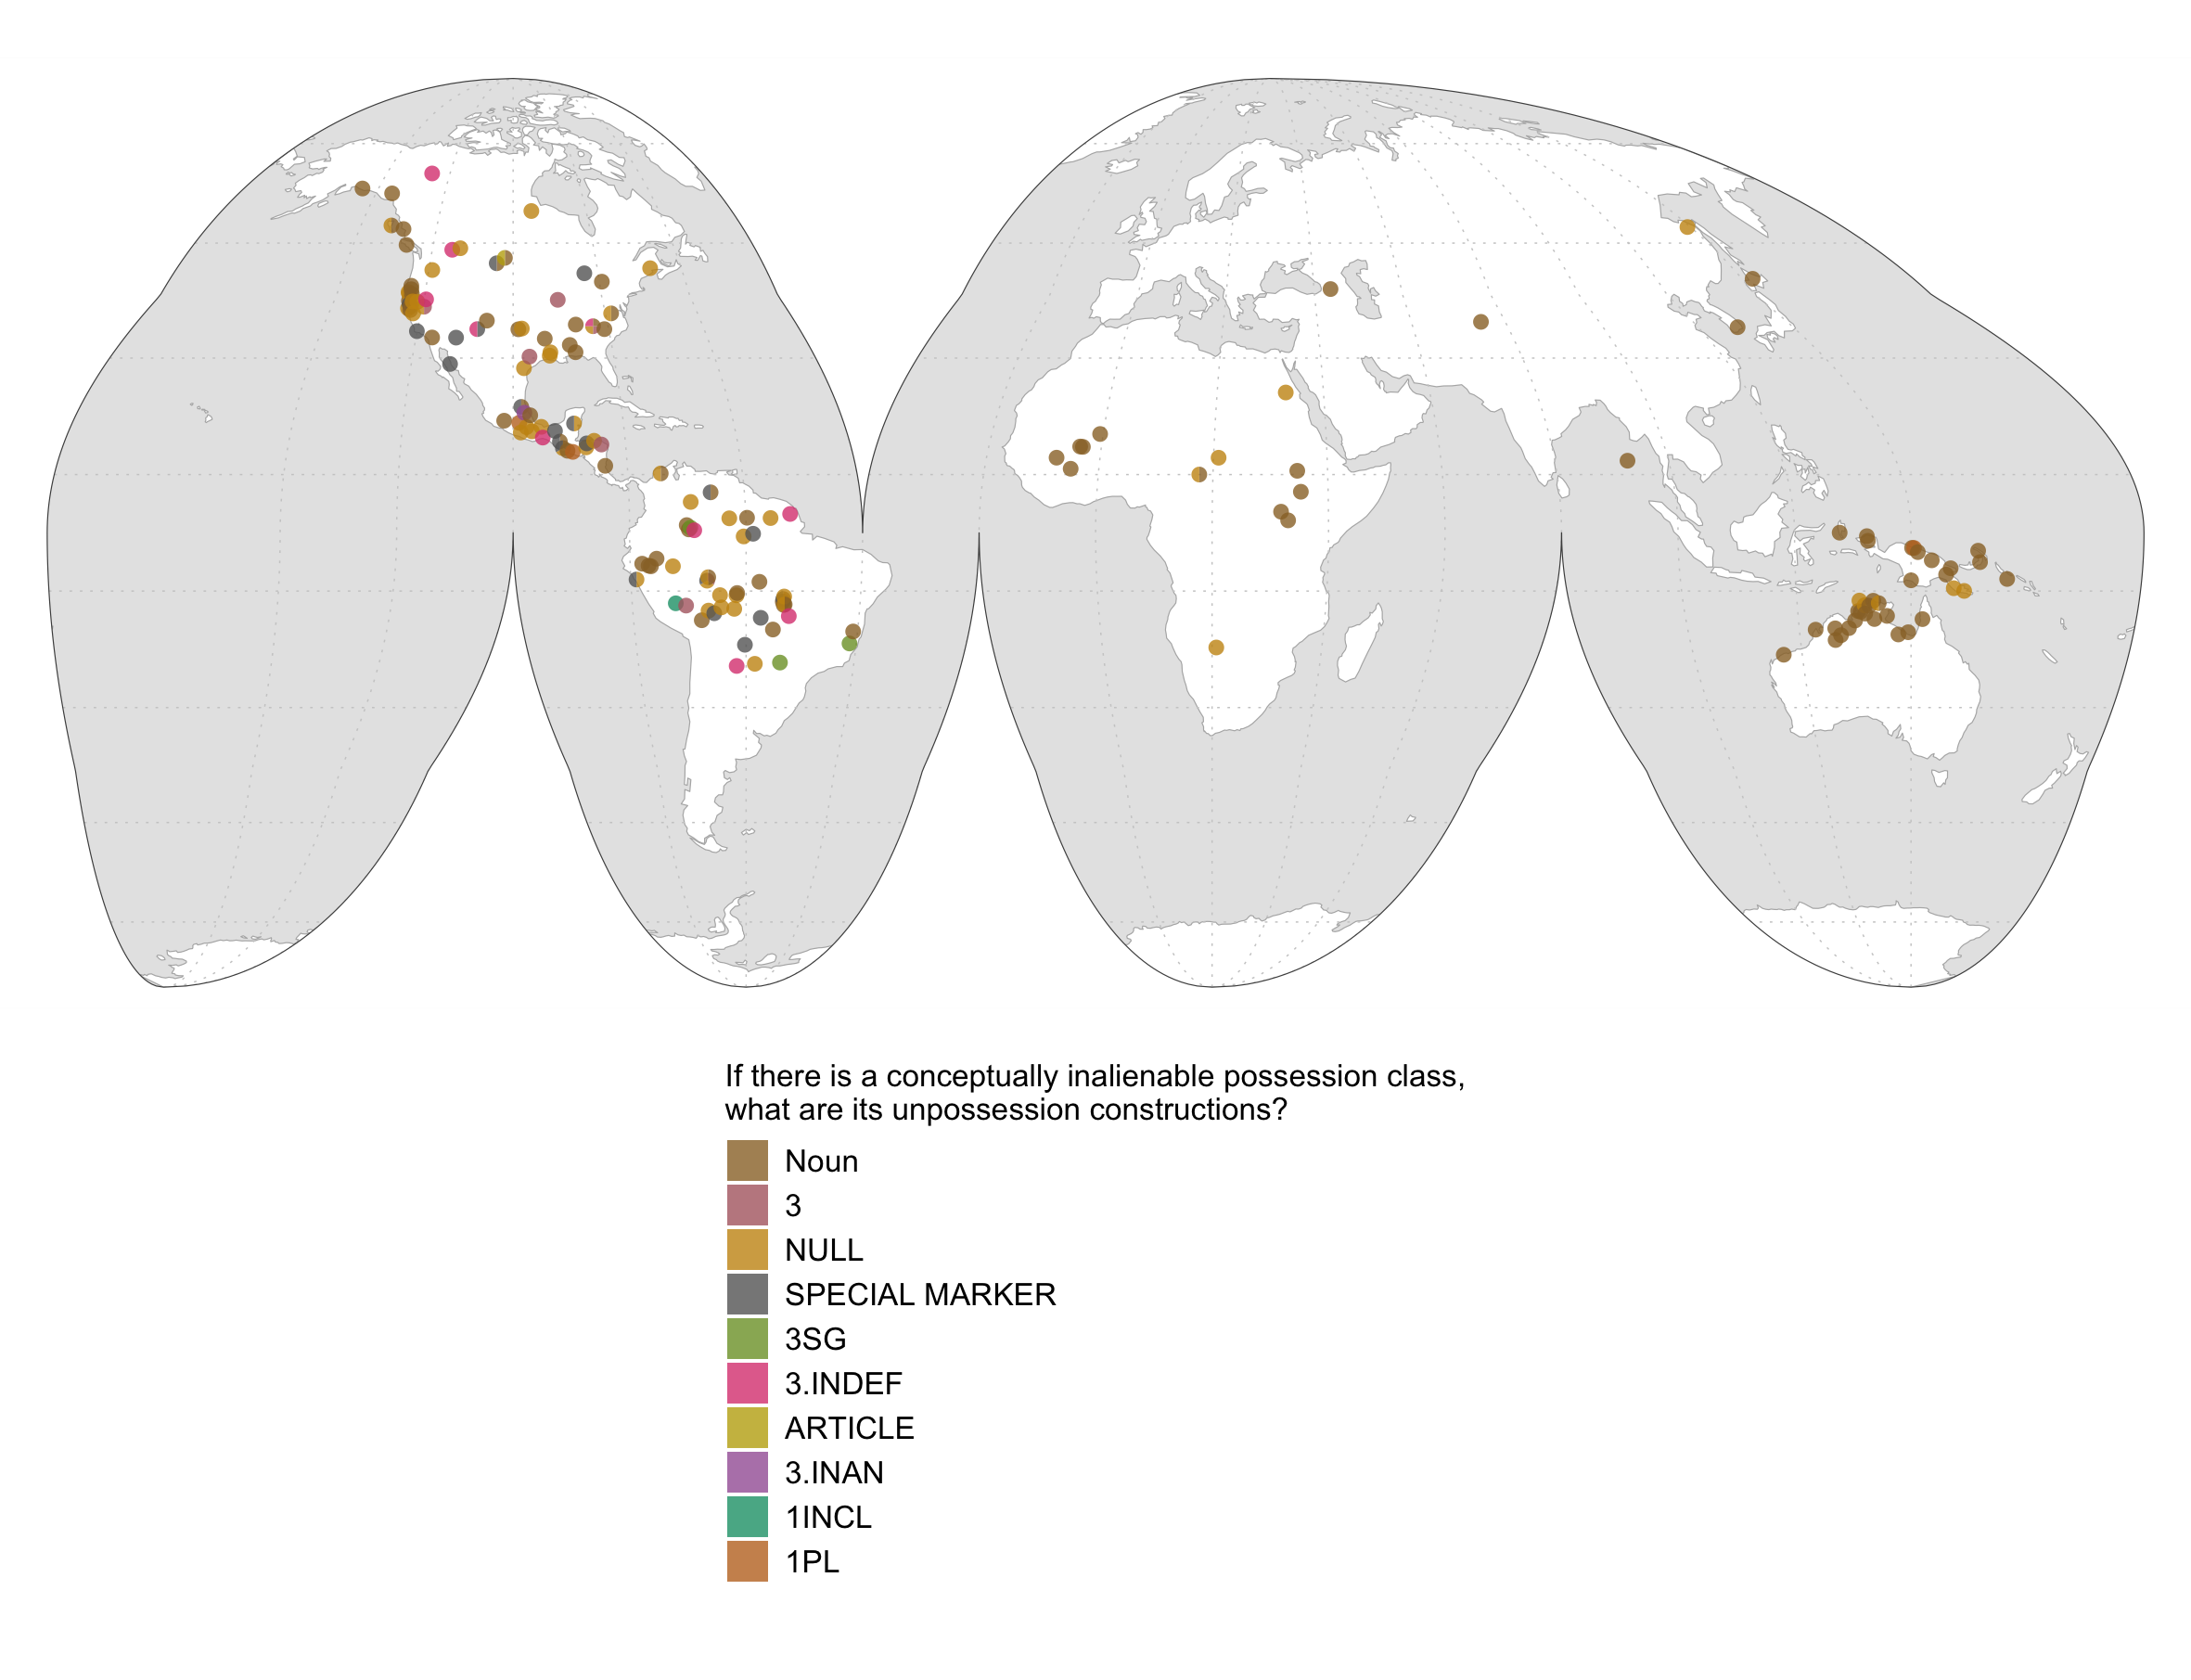 If there is a conceptually inalienable possession class,
what are its unpossession constructions?
Noun
3
NULL
SPECIAL MARKER
3SG
3.INDEF
ARTICLE
3.INAN
1INCL
1PL